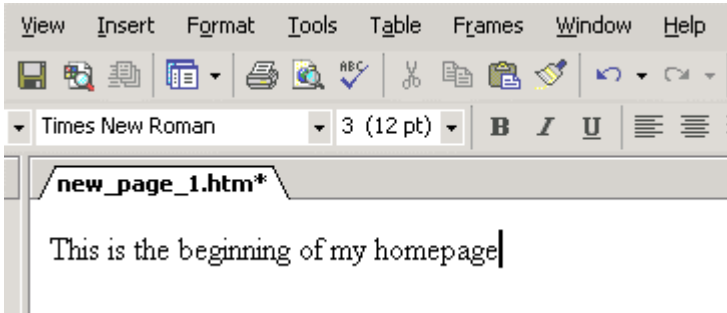 View Insert Format Tools Table Frames Window Help
ABC
Times New Roman 3 (12 pt) B I U
new_page_1.htm*
This is the beginning of my homepage